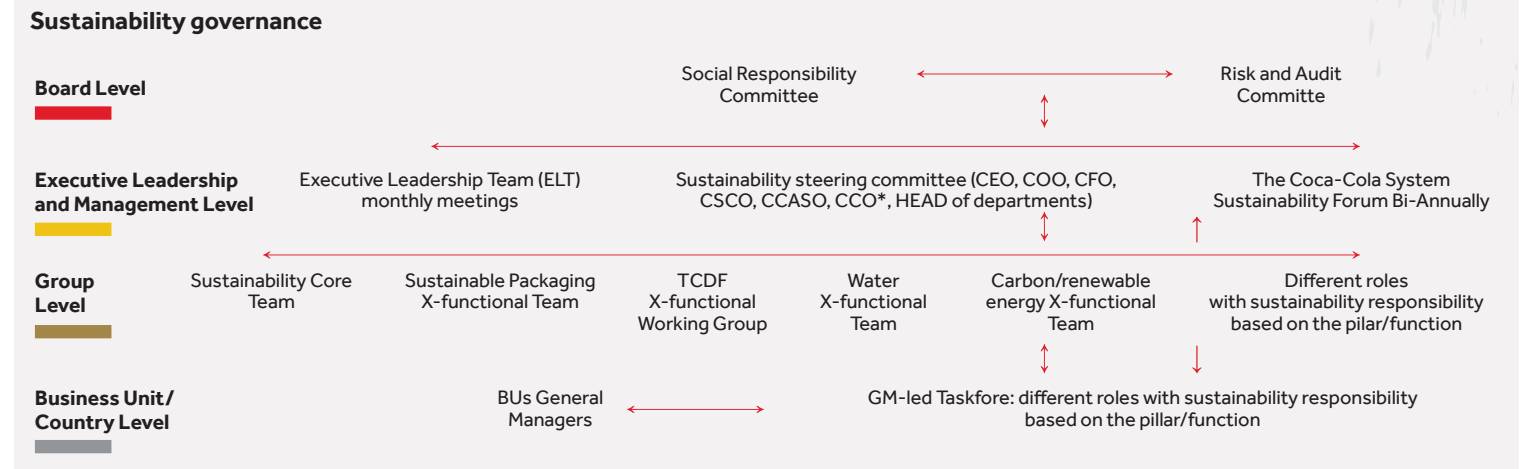 Sustainability governance
Board Level
Social Responsibility
Committee
Risk and Audit
Committe
Executive Leadership
and Management Level
Executive Leadership Team (ELT)
monthly meetings
Sustainability steering committee (CEO, COO, CFO,
CSCO, CCASO, CCO*, HEAD of departments)
The Coca-Cola System
Sustainability Forum Bi-Annually
Group
Level
Sustainability Core
Team
Sustainable Packaging
X-functional Team
TCDF
X-functional
Working Group
Water
X-functional
Team
Carbon/renewable
energy X-functional
Team
Different roles
with sustainability responsibility
based on the pilar/function
Business Unit/
Country Level
BUs General
Managers
GM-led Taskfore: different roles with sustainability responsibility
based on the pillar/function